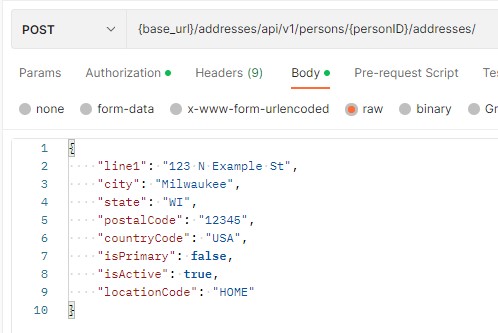 POST {base_url}/addresses/api/v1/persons/{personID}/addresses/
Params Authorization Headers (9) Body Pre-request Script Te
none form-data x-www-form-urlencoded raw binary Gr
1 {
2 "line1": "123 N Example St",
3 "city": "Milwaukee",
4 "state": "WI",
5 "postalCode": "12345",
6 "countryCode": "USA",
7 "isPrimary": false,
8 "isActive": true,
9 "locationCode": "HOME"
10 }